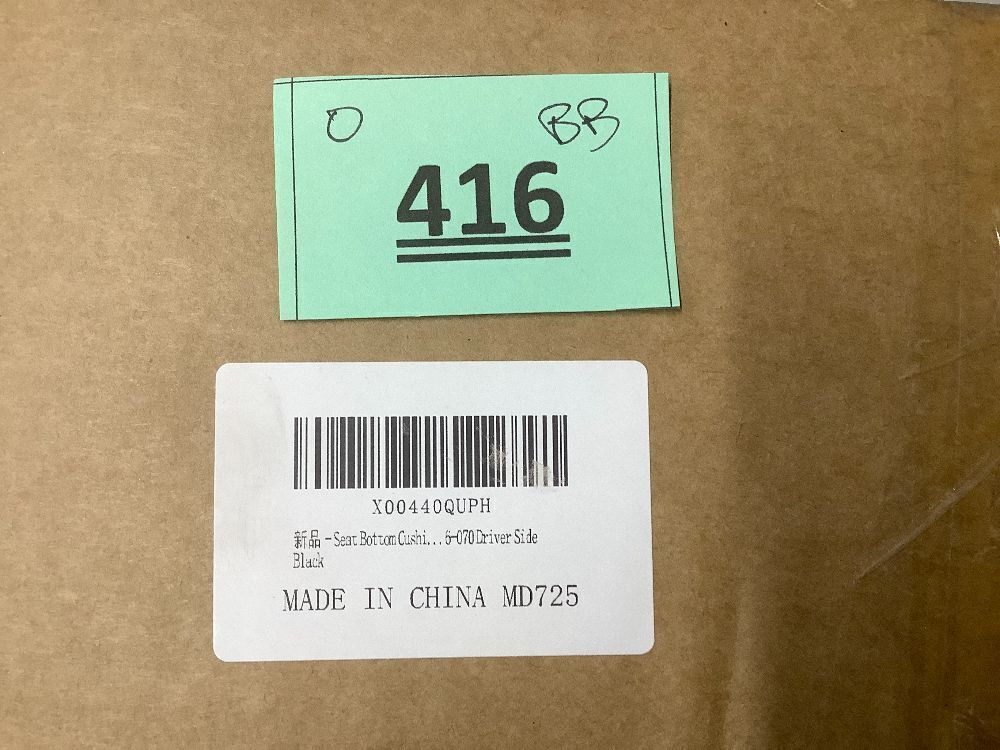 O BB
416
X00440QUPH
新品 - Seat Bottom Cushi... 6-070 Driver Side
Black
MADE IN CHINA MD725